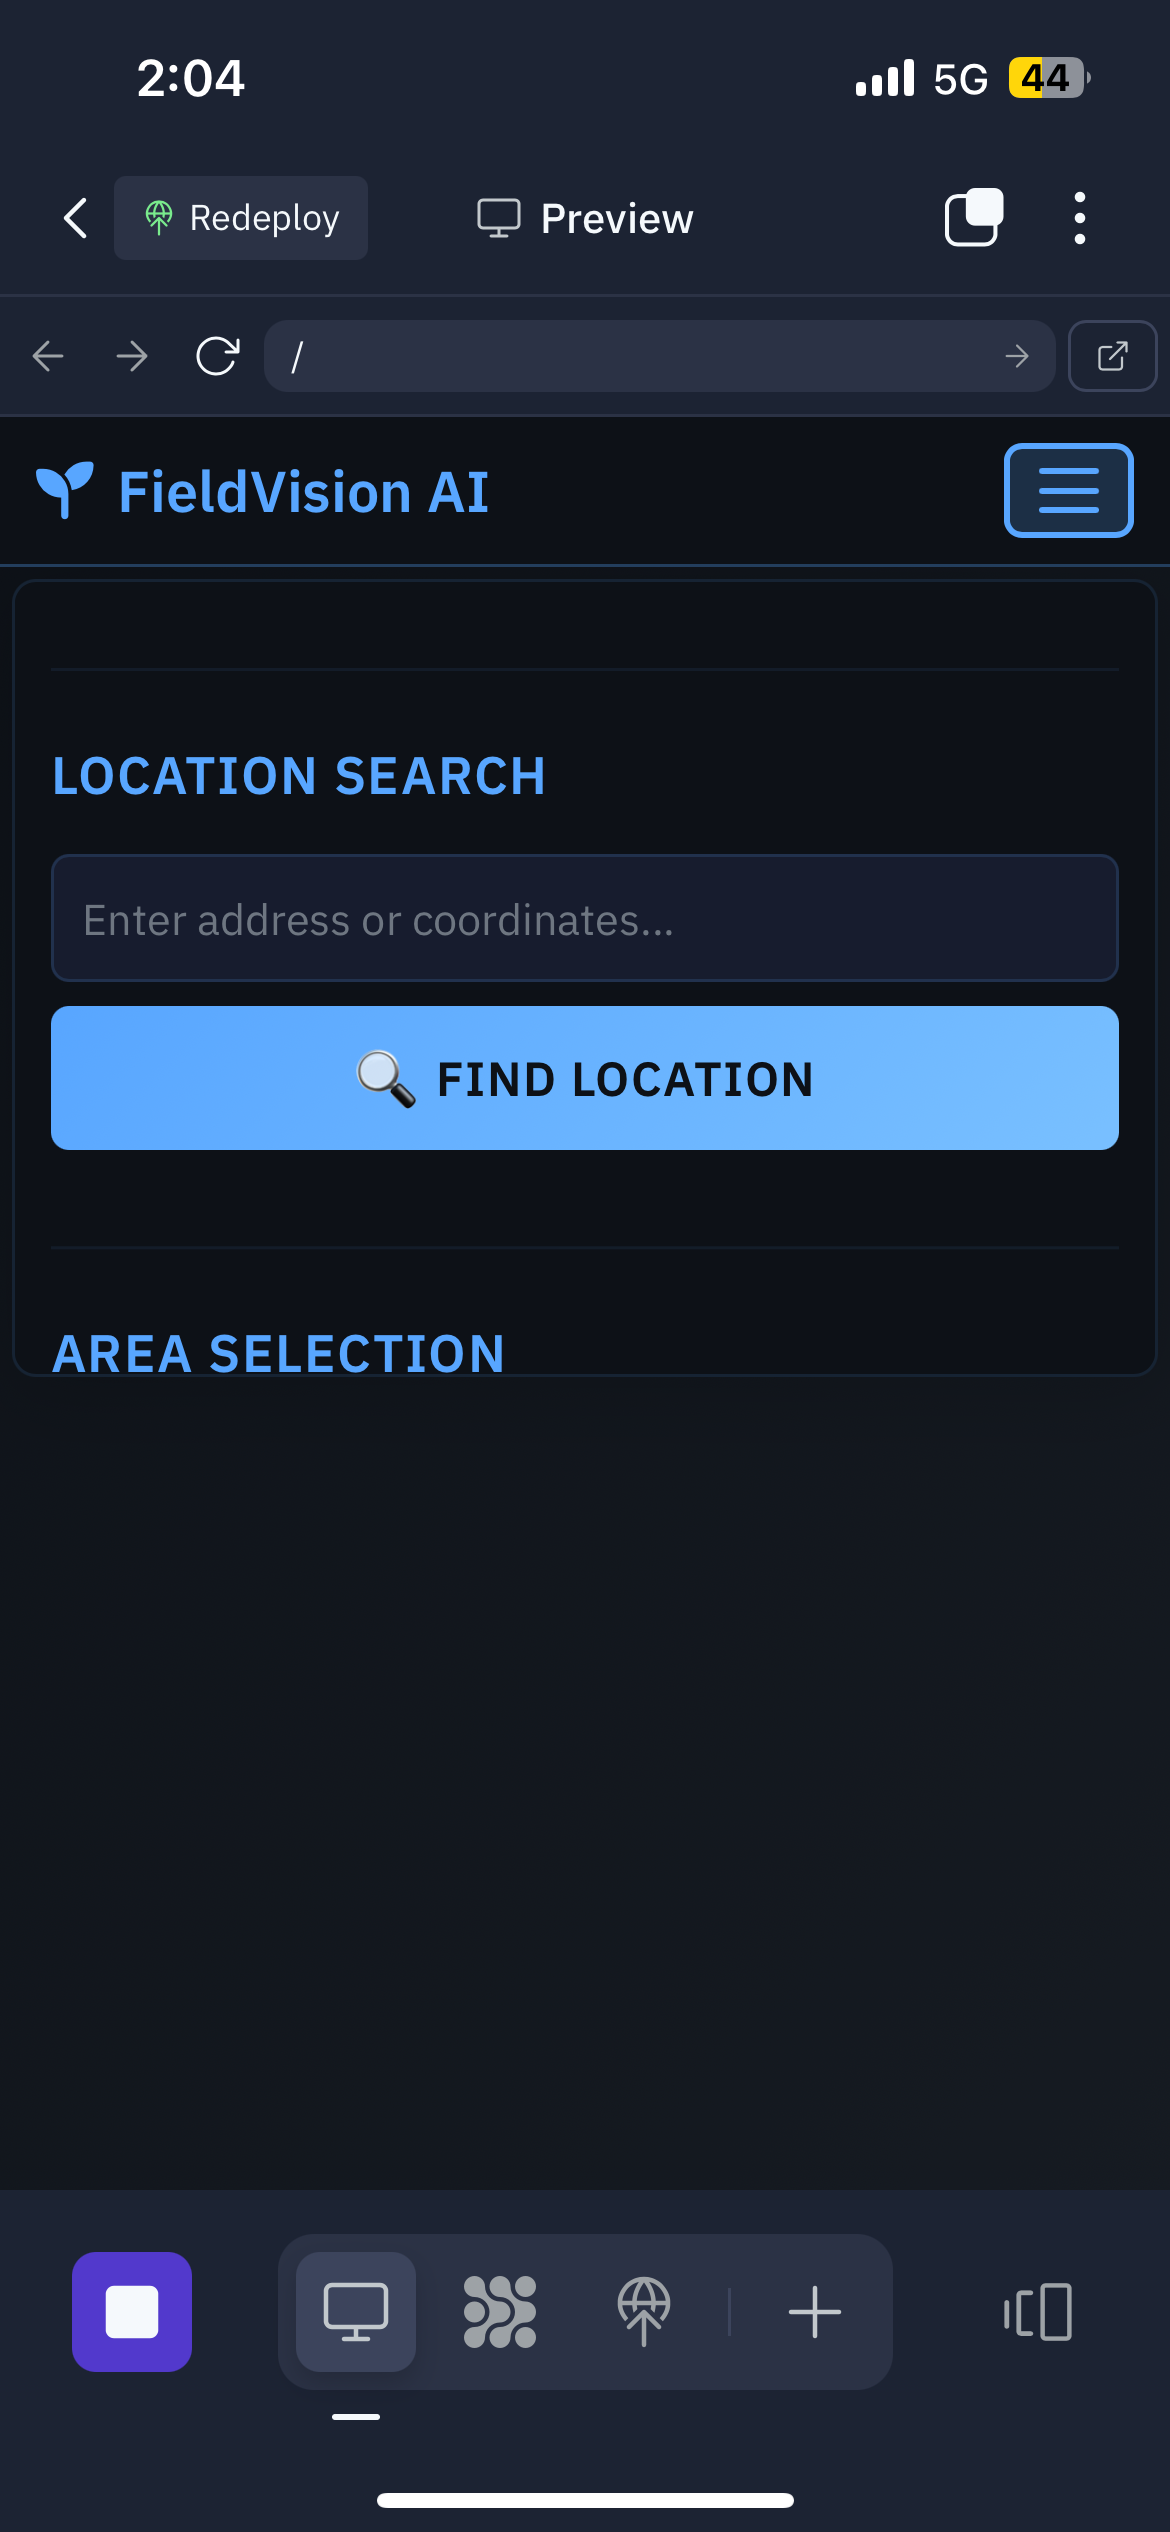 2:04
5G
44
Redeploy
Preview
/
FieldVision AI
LOCATION SEARCH
Enter address or coordinates...
🔍 FIND LOCATION
AREA SELECTION